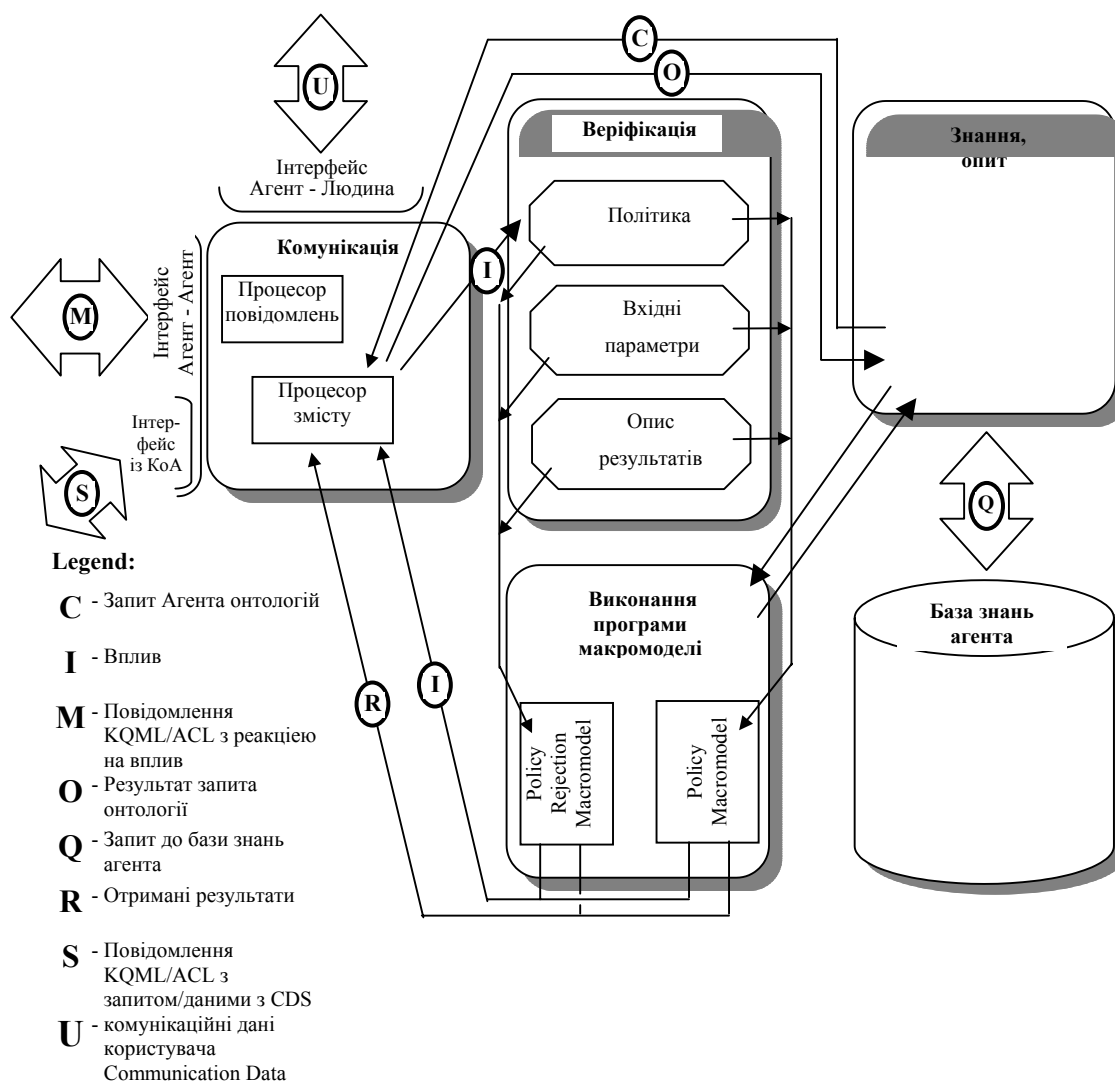 C
O
U
Інтерфейс
Агент - Людина
Веріфікація
Політика
Вхідні
параметри
Опис
результатів
Знання,
опит
Комунікація
Процесор
повідомлень
Процесор
змісту
I
M
Інтерфейс
Агент - Агент
Інтер-
фейс
із КоА
S
Q
Виконання
програми
макромоделі
Policy
Rejection
Macromodel
Policy
Macromodel
R
I
База знань
агента
Legend:
C - Запит Агента онтологій
I - Вплив
M - Повідомлення
KQML/ACL з реакцією
на вплив
O - Результат запита
онтології
Q - Запит до бази знань
агента
R - Отримані результати
S - Повідомлення
KQML/ACL з
запитом/даними з CDS
U - комунікаційні дані
користувача
Communication Data